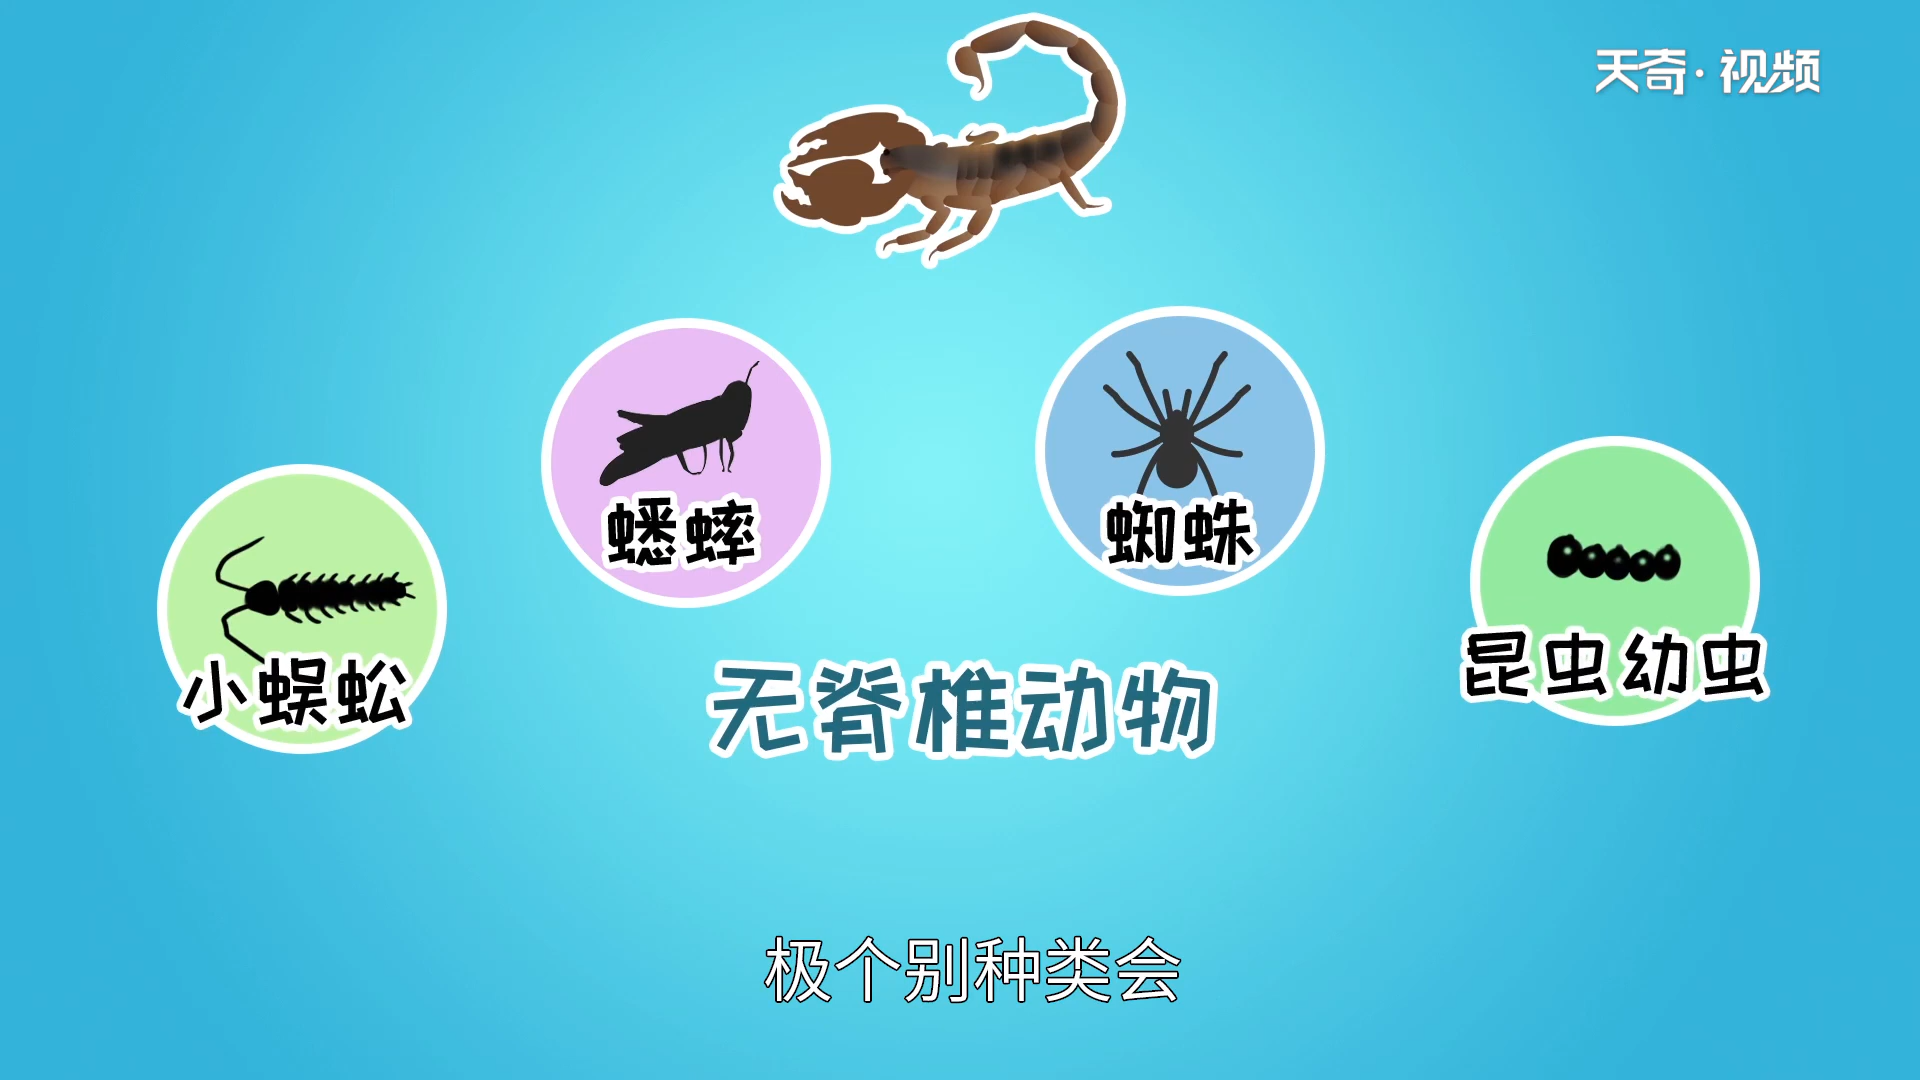 天奇·视频
蟋蟀
蜘蛛
小蜈蚣
昆虫幼虫
无脊椎动物
极个别种类会